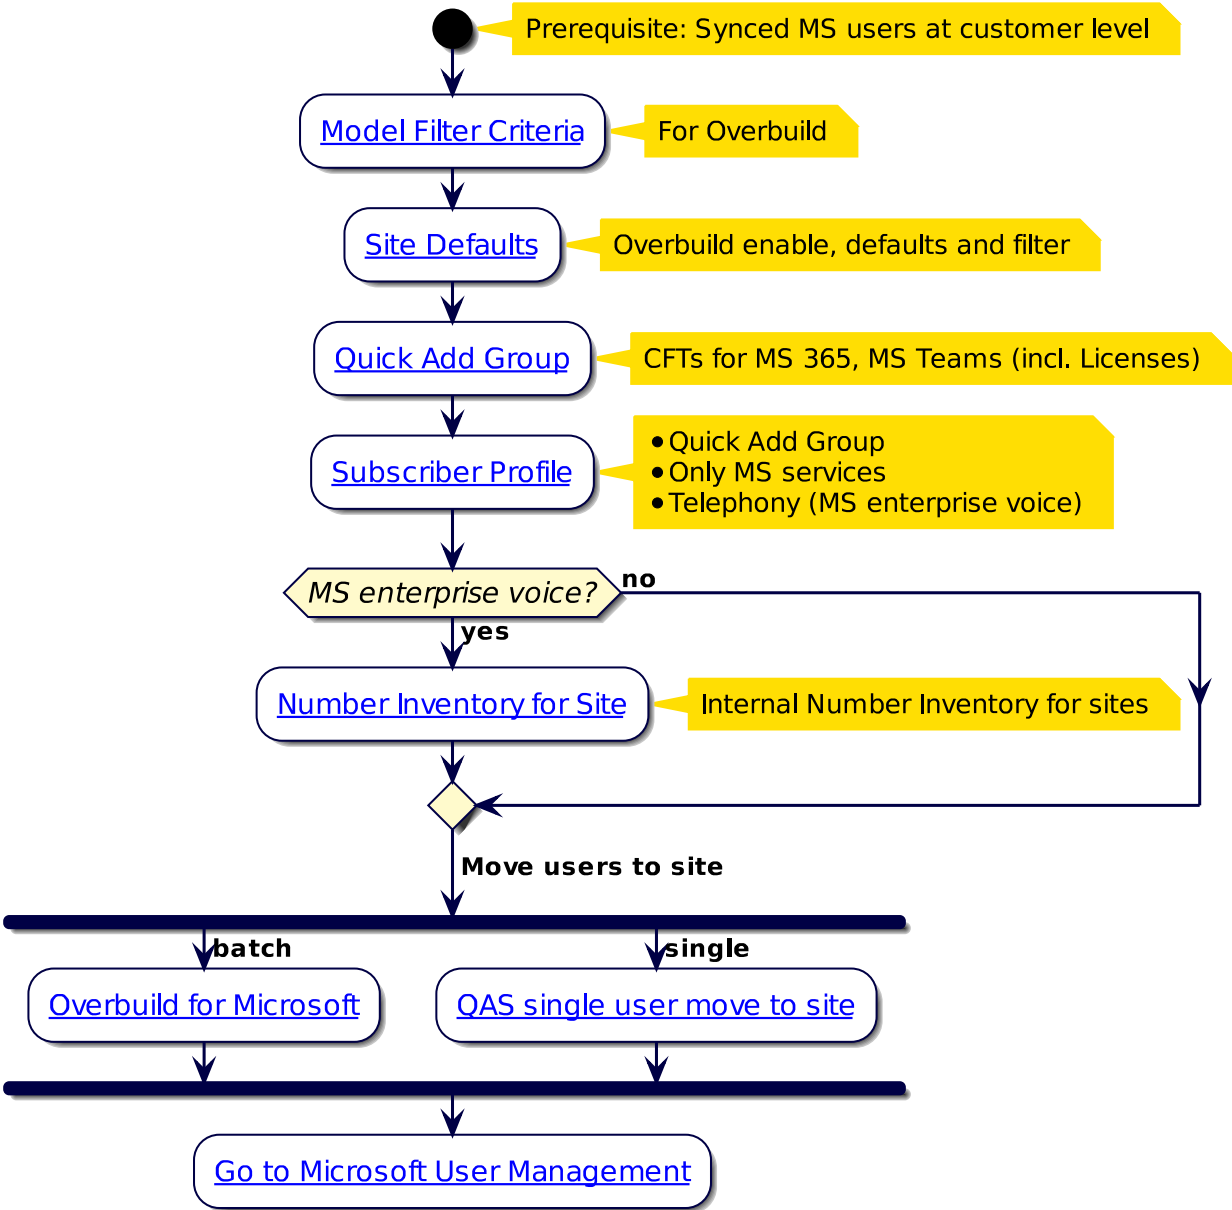 Prerequisite: Synced MS users at customer level
Model Filter Criteria
For Overbuild
Site Defaults
Overbuild enable, defaults and filter
Quick Add Group
CFTs for MS 365, MS Teams (incl. Licenses)
Subscriber Profile
•Quick Add Group
•Only MS services
•Telephony (MS enterprise voice)
MS enterprise voice?
no
yes
Number Inventory for Site
Internal Number Inventory for sites
Move users to site
batch
single
Overbuild for Microsoft
QAS single user move to site
Go to Microsoft User Management